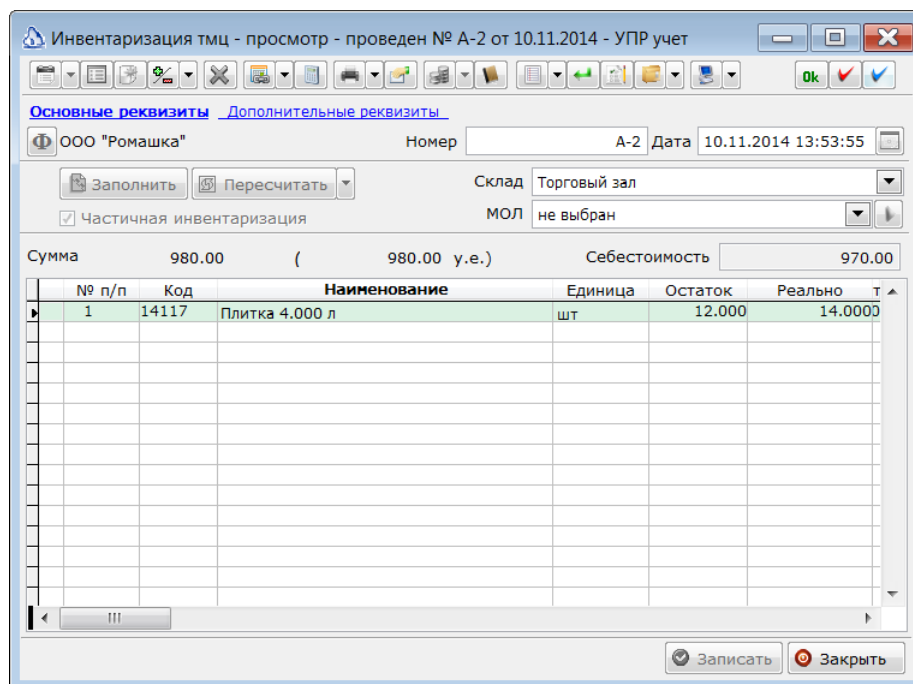 Инвентаризация тмц - просмотр - проведен № А-2 от 10.11.2014 - УПР учет
Ok
Основные реквизиты Дополнительные реквизиты
Ф ООО "Ромашка" Номер А-2 Дата 10.11.2014 13:53:55
Заполнить Пересчитать Склад Торговый зал
Частичная инвентаризация МОЛ не выбран
Сумма 980.00 ( 980.00 у.е.) Себестоимость 970.00
№ п/п Код Наименование Единица Остаток Реально т
1 14117 Плитка 4.000 л шт 12.000 14.0000
Записать Закрыть